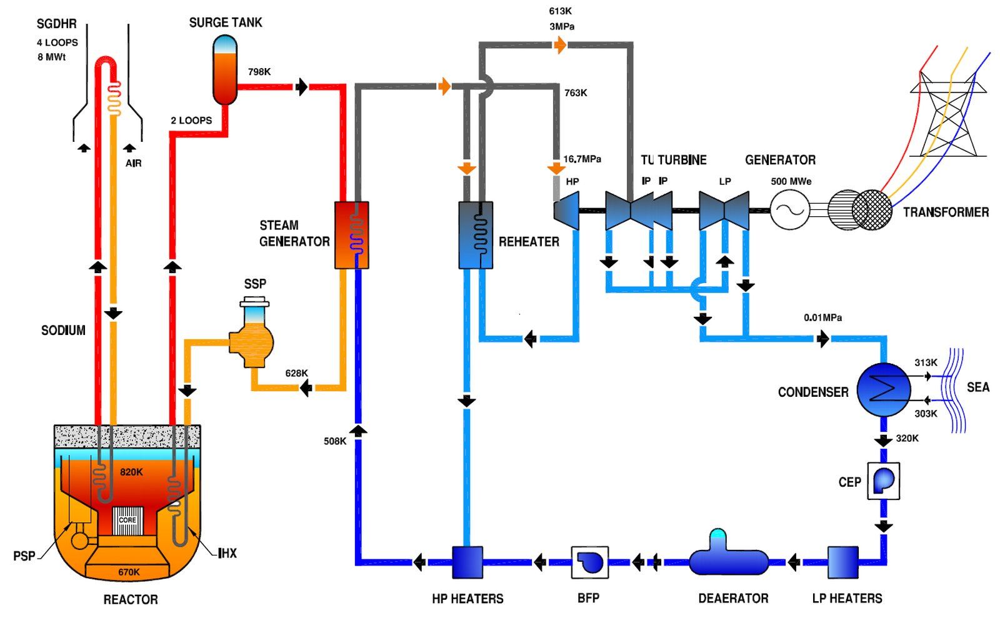 SGDHR
4 LOOPS
8 MWt
SURGE TANK
613K
3MPa
798K
763K
2 LOOPS
AIR
16.7MPa
TU TURBINE
GENERATOR
HP
IP IP
LP
500 MWe
TRANSFORMER
STEAM
GENERATOR
REHEATER
SSP
SODIUM
0.01MPa
313K
SEA
CONDENSER
303K
628K
508K
320K
820K
CEP
CORE
PSP
IHX
670K
REACTOR
HP HEATERS
BFP
DEAERATOR
LP HEATERS